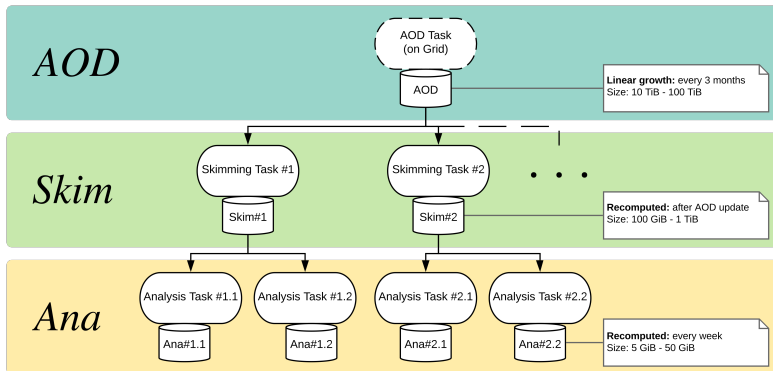 AOD
AOD Task
(on Grid)
AOD
Linear growth: every 3 months
Size: 10 TiB - 100 TiB
Skim
Skimming Task #1
Skimming Task #2
Skim#1
Skim#2
Recomputed: after AOD update
Size: 100 GiB - 1 TiB
Ana
Analysis Task #1.1
Analysis Task #1.2
Analysis Task #2.1
Analysis Task #2.2
Ana#1.1
Ana#1.2
Ana#2.1
Ana#2.2
Recomputed: every week
Size: 5 GiB - 50 GiB